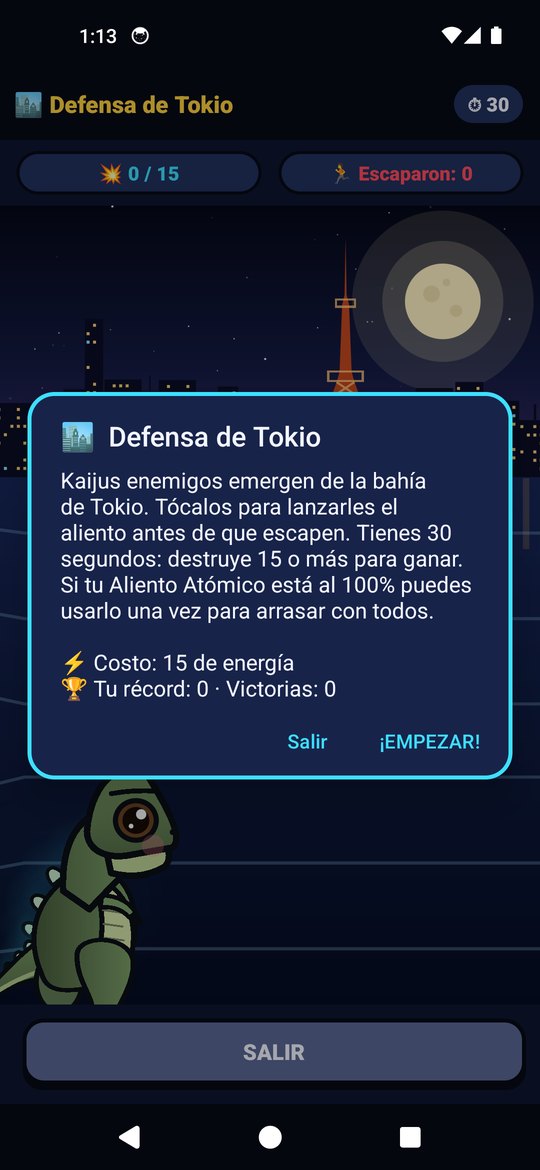 1:13
Defensa de Tokio
30
0 / 15
Escaparon: 0
Defensa de Tokio
Kaijus enemigos emergen de la bahía
de Tokio. Tócalos para lanzarles el
aliento antes de que escapen. Tienes 30
segundos: destruye 15 o más para ganar.
Si tu Aliento Atómico está al 100% puedes
usarlo una vez para arrasar con todos.
Costo: 15 de energía
Tu récord: 0 · Victorias: 0
Salir
¡EMPEZAR!
SALIR